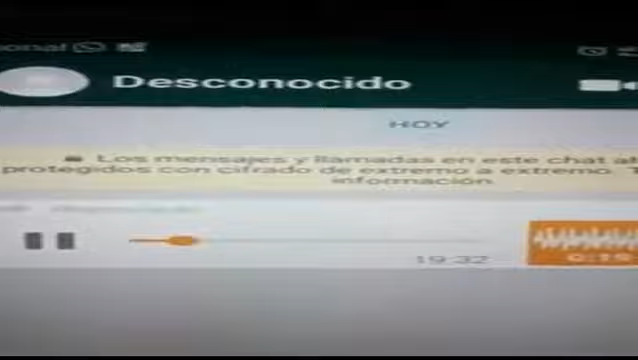 onal
Desconocido
HOY
Los mensajes y llamadas en este chat a
protegidos con cifrado de extremo a extremo. T
información.
19:32
0:19